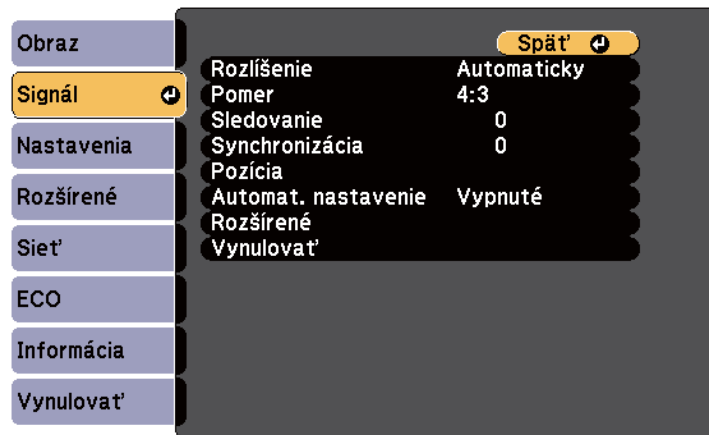 Obraz
Signál
Nastavenia
Rozšírené
Sieť
ECO
Informácia
Vynulovať
Späť
Rozlíšenie Automaticky
Pomer 4:3
Sledovanie 0
Synchronizácia 0
Pozícia
Automat. nastavenie Vypnuté
Rozšírené
Vynulovať